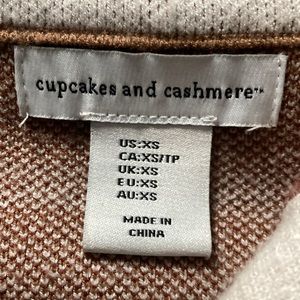 cupcakes and cashmere™
US:XS
CA:XS/TP
UK:XS
EU:XS
AU:XS
MADE IN
CHINA